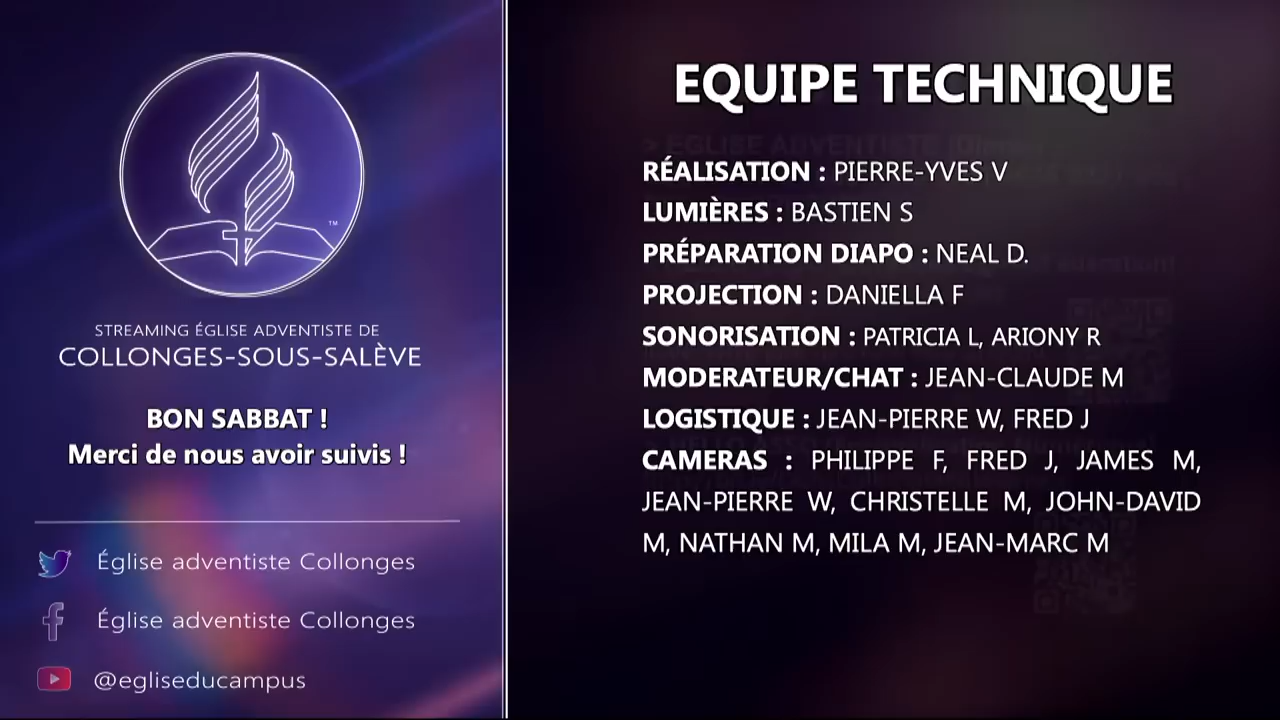 STREAMING ÉGLISE ADVENTISTE DE
COLLONGES-SOUS-SALÈVE
BON SABBAT !
Merci de nous avoir suivis !
Église adventiste Collonges
Église adventiste Collonges
@egliseducampus
EQUIPE TECHNIQUE
RÉALISATION : PIERRE-YVES V
LUMIÈRES : BASTIEN S
PRÉPARATION DIAPO : NEAL D.
PROJECTION : DANIELLA F
SONORISATION : PATRICIA L, ARIONY R
MODERATEUR/CHAT : JEAN-CLAUDE M
LOGISTIQUE : JEAN-PIERRE W, FRED J
CAMERAS : PHILIPPE F, FRED J, JAMES M,
JEAN-PIERRE W, CHRISTELLE M, JOHN-DAVID
M, NATHAN M, MILA M, JEAN-MARC M